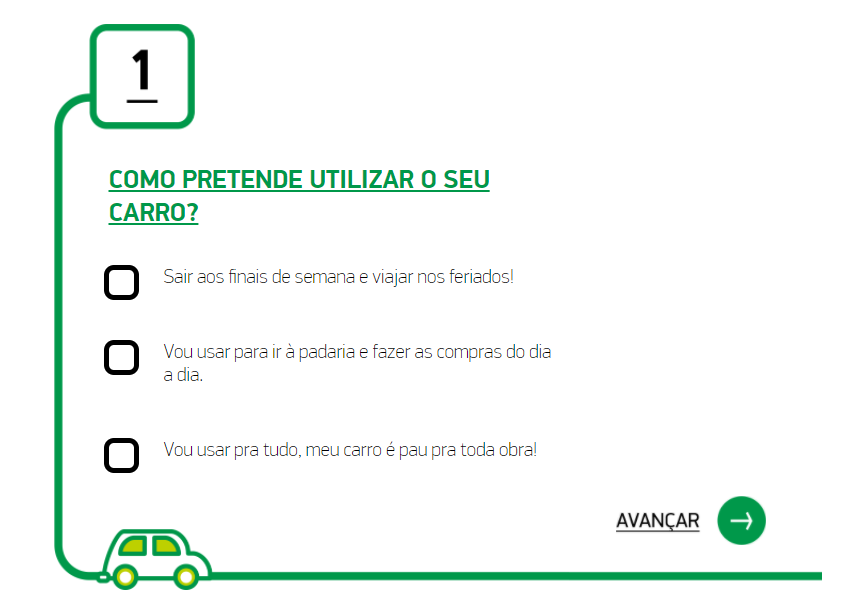 1
COMO PRETENDE UTILIZAR O SEU
CARRO?
Sair aos finais de semana e viajar nos feriados!
Vou usar para ir à padaria e fazer as compras do dia
a dia.
Vou usar pra tudo, meu carro é pau pra toda obra!
AVANÇAR